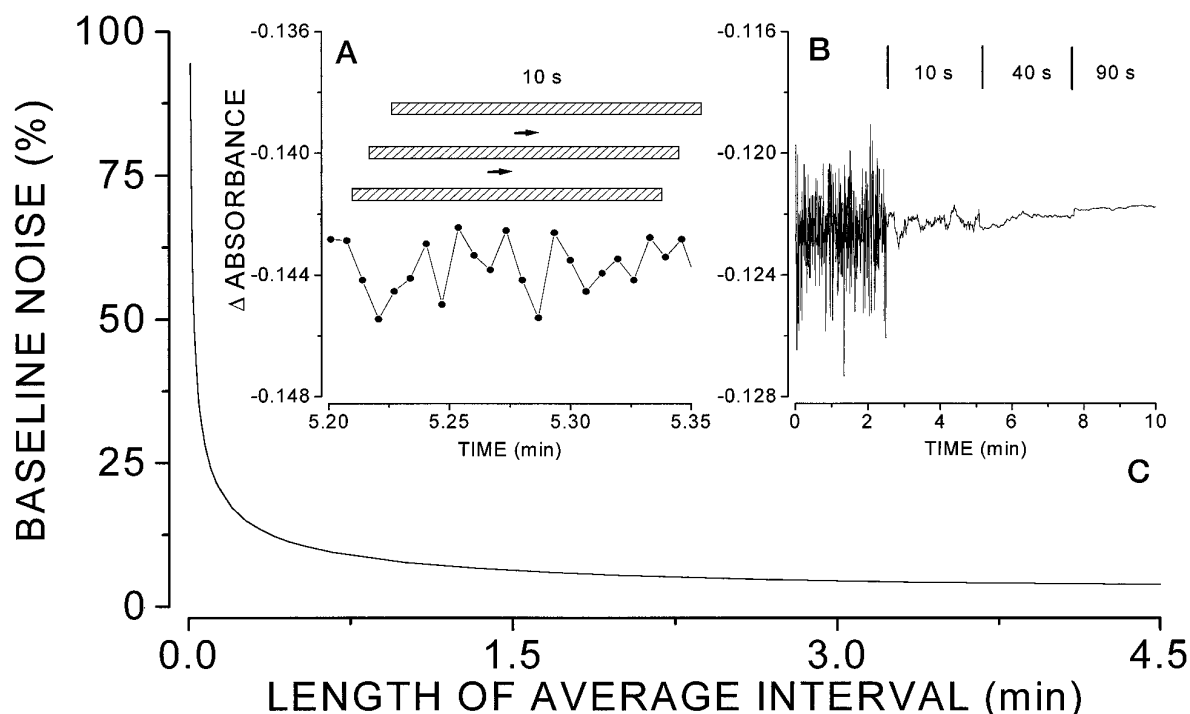 100
75
50
25
0
BASELINE NOISE (%)
0.0 1.5 3.0 4.5
LENGTH OF AVERAGE INTERVAL (min)
A
10 s
-0.136
-0.140
-0.144
-0.148
Δ ABSORBANCE
5.20 5.25 5.30 5.35
TIME (min)
B
10 s 40 s 90 s
-0.116
-0.120
-0.124
-0.128
0 2 4 6 8 10
TIME (min)
C